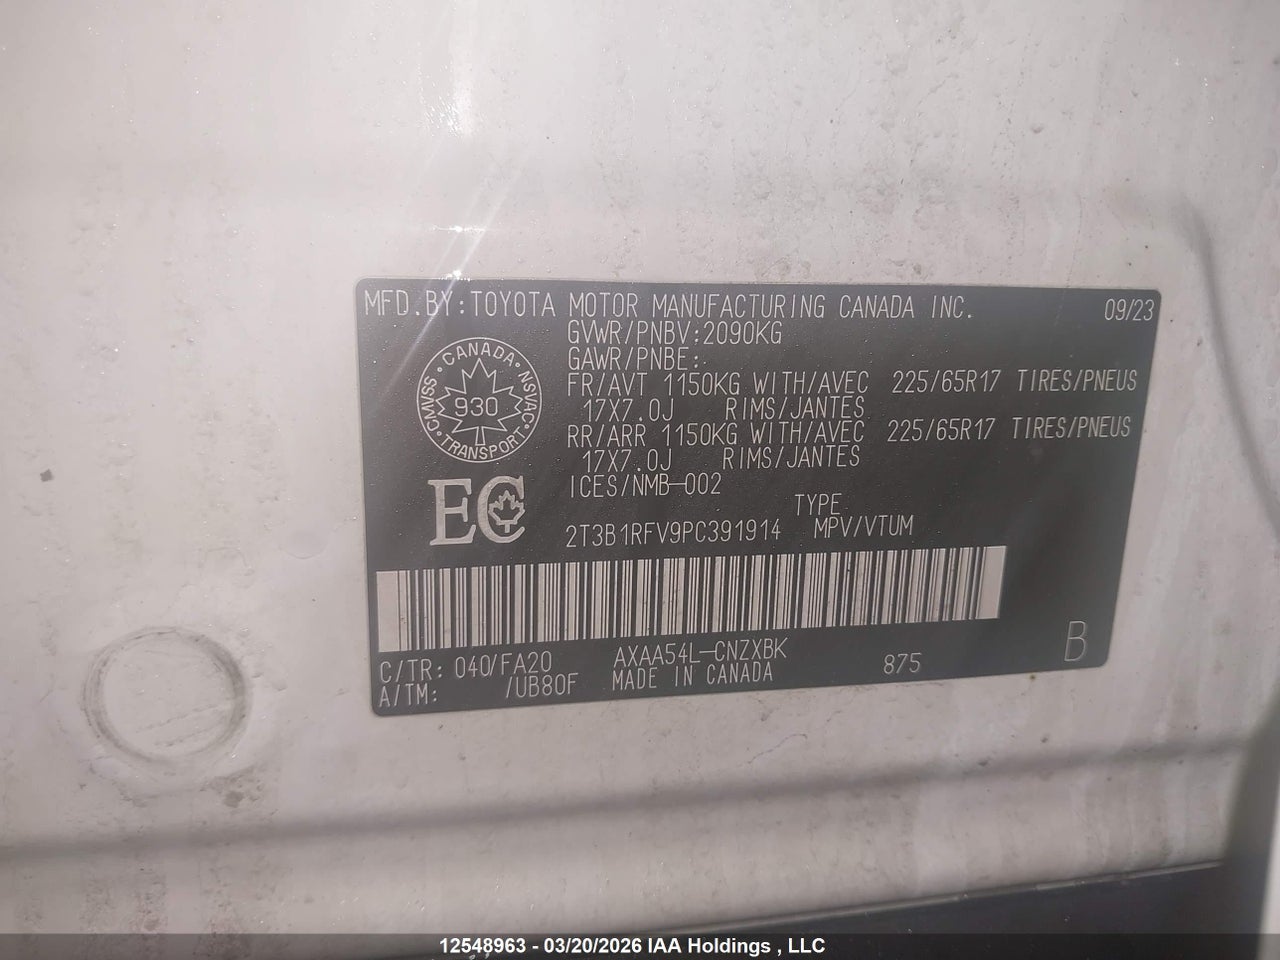 MFD.BY:TOYOTA MOTOR MANUFACTURING CANADA INC. 09/23
GVWR/PNBV:2090KG
GAWR/PNBE:
FR/AVT 1150KG WITH/AVEC 225/65R17 TIRES/PNEUS
17X7.0J RIMS/JANTES
RR/ARR 1150KG WITH/AVEC 225/65R17 TIRES/PNEUS
17X7.0J RIMS/JANTES
ICES/NMB-002
CANADA
CMVSS 930 NSVAC
TRANSPORT
EC
TYPE
2T3B1RFV9PC391914 MPV/VTUM
C/TR: 040/FA20 AXAA54L-CNZXBK 875 B
A/TM: /UB80F MADE IN CANADA
12548963 - 03/20/2026 IAA Holdings , LLC